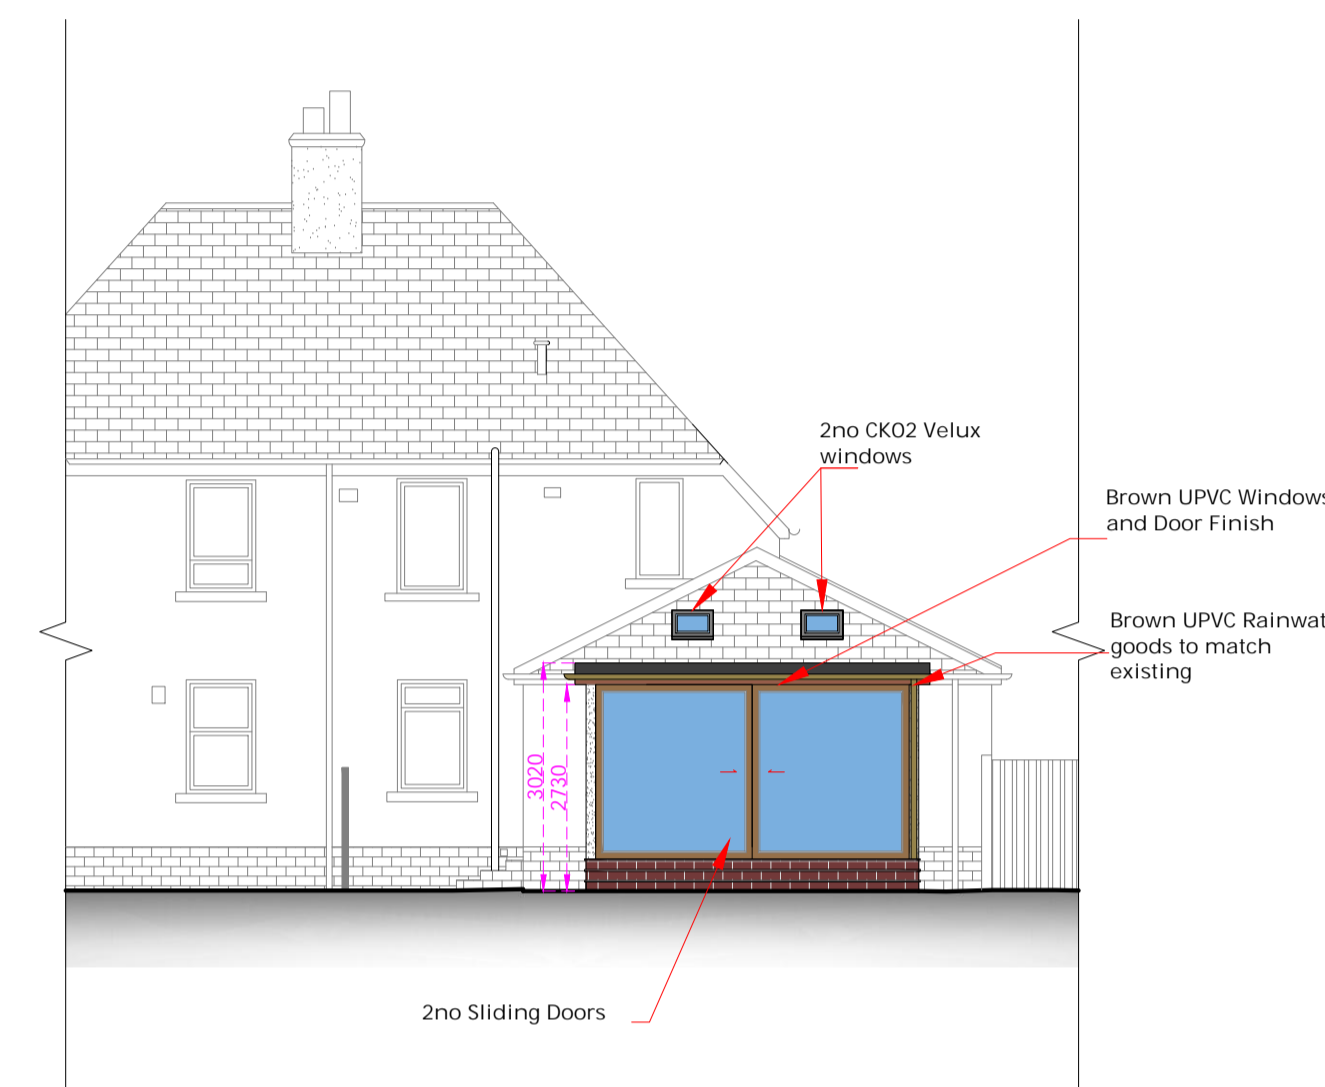 2no CK02 Velux
windows
Brown UPVC Windows
and Door Finish
Brown UPVC Rainwat
goods to match
existing
3020
2730
2no Sliding Doors